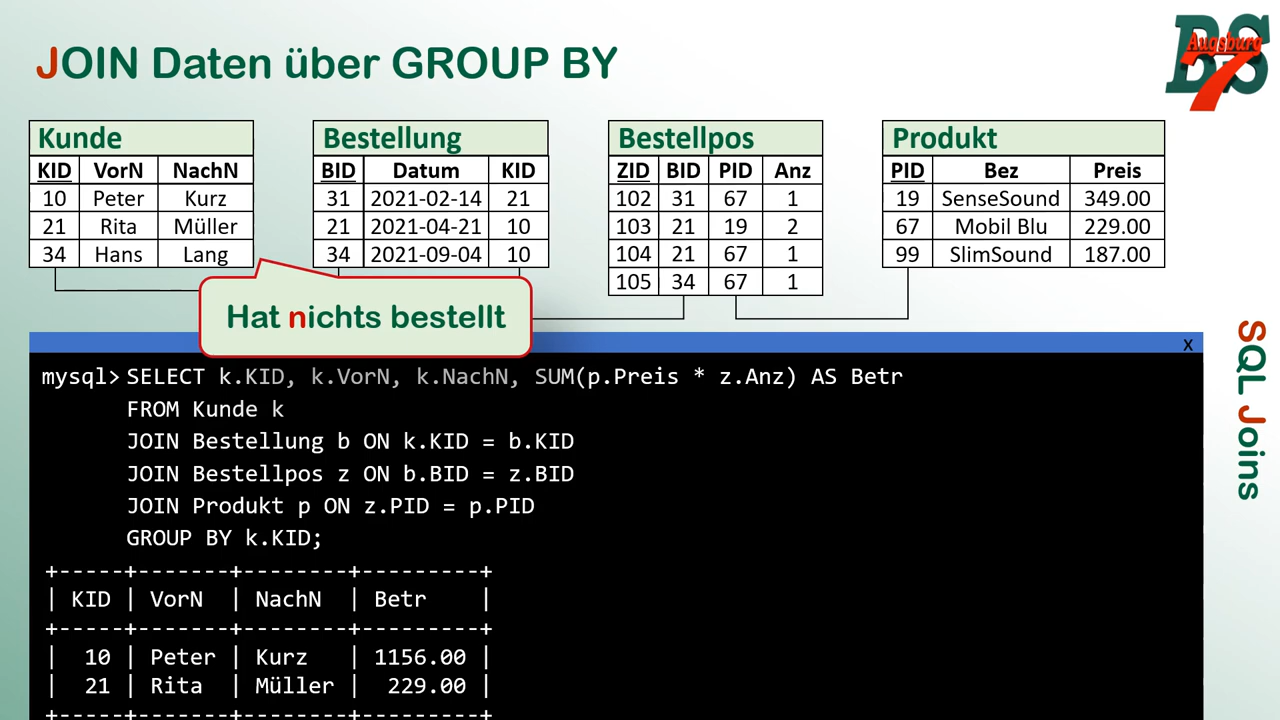 JOIN Daten über GROUP BY
BS
Augsburg
7
Kunde
KID VorN NachN
10 Peter Kurz
21 Rita Müller
34 Hans Lang
Bestellung
BID Datum KID
31 2021-02-14 21
21 2021-04-21 10
34 2021-09-04 10
Bestellpos
ZID BID PID Anz
102 31 67 1
103 21 19 2
104 21 67 1
105 34 67 1
Produkt
PID Bez Preis
19 SenseSound 349.00
67 Mobil Blu 229.00
99 SlimSound 187.00
Hat nichts bestellt
x
mysql> SELECT k.KID, k.VorN, k.NachN, SUM(p.Preis * z.Anz) AS Betr
FROM Kunde k
JOIN Bestellung b ON k.KID = b.KID
JOIN Bestellpos z ON b.BID = z.BID
JOIN Produkt p ON z.PID = p.PID
GROUP BY k.KID;
+-----+-------+--------+---------+
| KID | VorN  | NachN  | Betr    |
+-----+-------+--------+---------+
|  10 | Peter | Kurz   | 1156.00 |
|  21 | Rita  | Müller |  229.00 |
+-----+-------+--------+---------+
SQL Joins